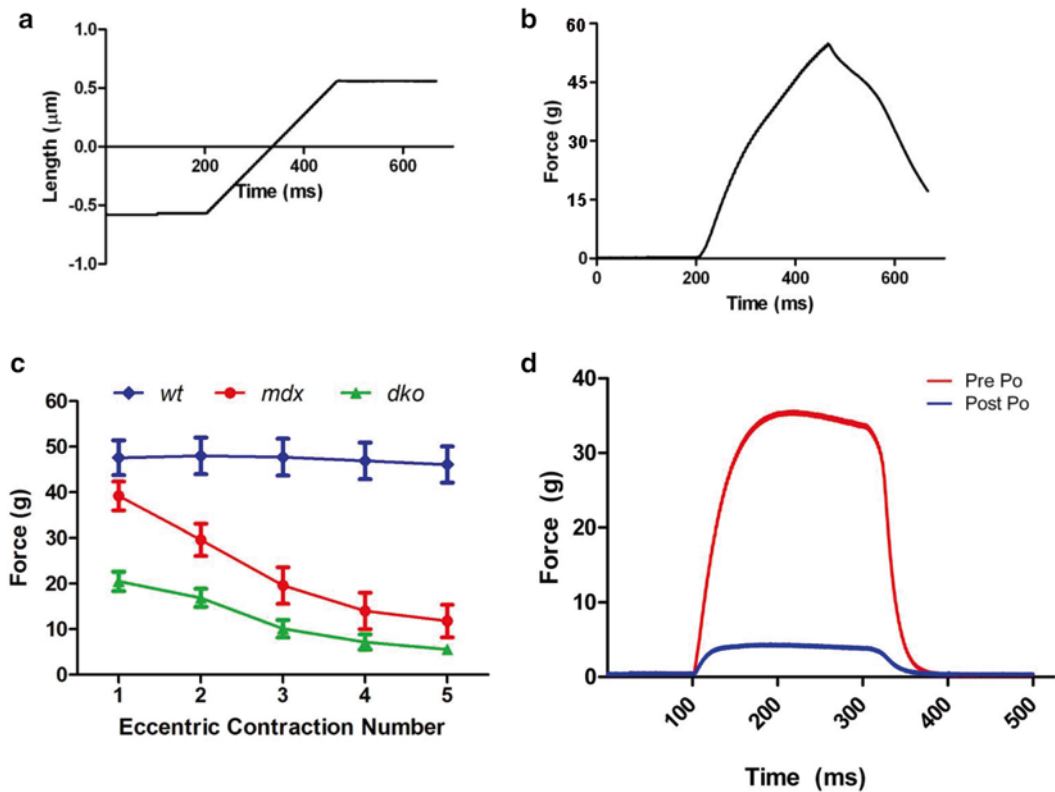 a
Length (μm)
1.0
0.5
0.0
-0.5
-1.0
200 400 600
Time (ms)
b
Force (g)
60
45
30
15
0
0 200 400 600
Time (ms)
c
wt mdx dko
Force (g)
60
50
40
30
20
10
0
1 2 3 4 5
Eccentric Contraction Number
d
Pre Po
Post Po
Force (g)
40
30
20
10
0
100 200 300 400 500
Time (ms)